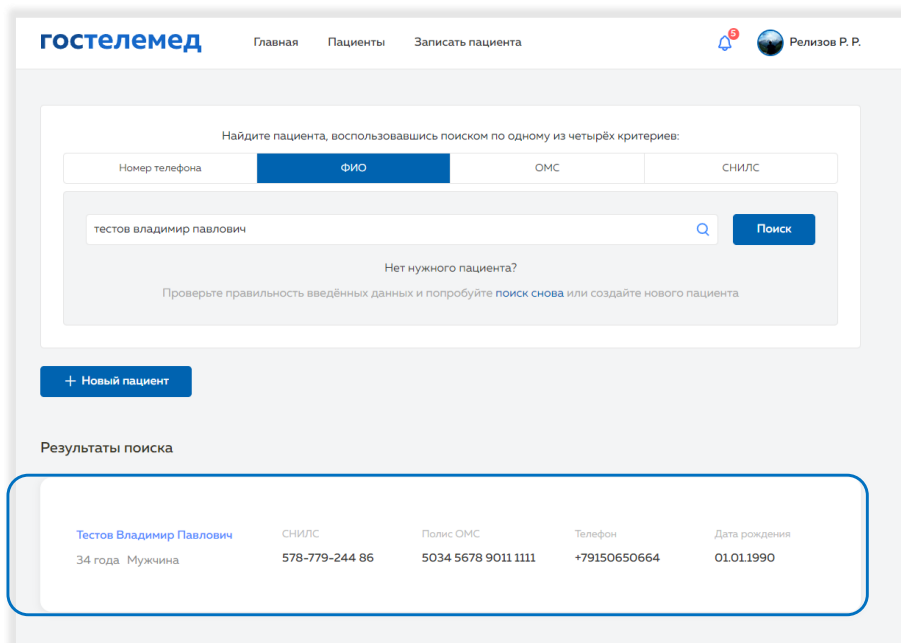 гостелемед Главная Пациенты Записать пациента 5 Релизов Р. Р.
Найдите пациента, воспользовавшись поиском по одному из четырёх критериев:
Номер телефона ФИО ОМС СНИЛС
тестов владимир павлович Поиск
Нет нужного пациента?
Проверьте правильность введённых данных и попробуйте поиск снова или создайте нового пациента
+ Новый пациент
Результаты поиска
Тестов Владимир Павлович СНИЛС Полис ОМС Телефон Дата рождения
34 года Мужчина 578-779-244 86 5034 5678 9011 1111 +79150650664 01.01.1990